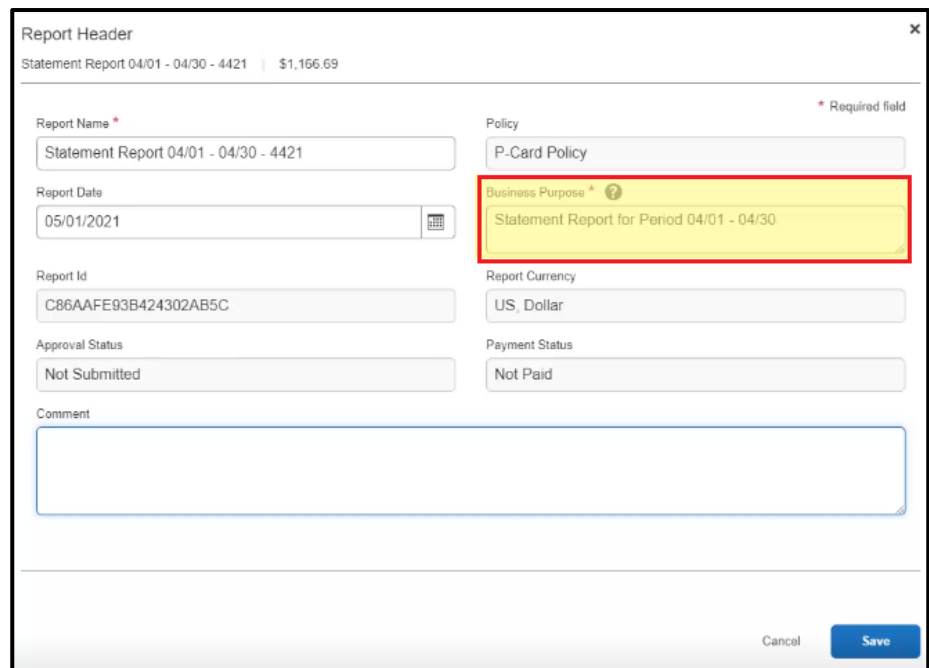 Report Header
Statement Report 04/01 - 04/30 - 4421 | $1,166.69
* Required field
Report Name *
Statement Report 04/01 - 04/30 - 4421
Policy
P-Card Policy
Report Date
05/01/2021
Business Purpose * ?
Statement Report for Period 04/01 - 04/30
Report Id
C86AAFE93B424302AB5C
Report Currency
US, Dollar
Approval Status
Not Submitted
Payment Status
Not Paid
Comment
Cancel
Save